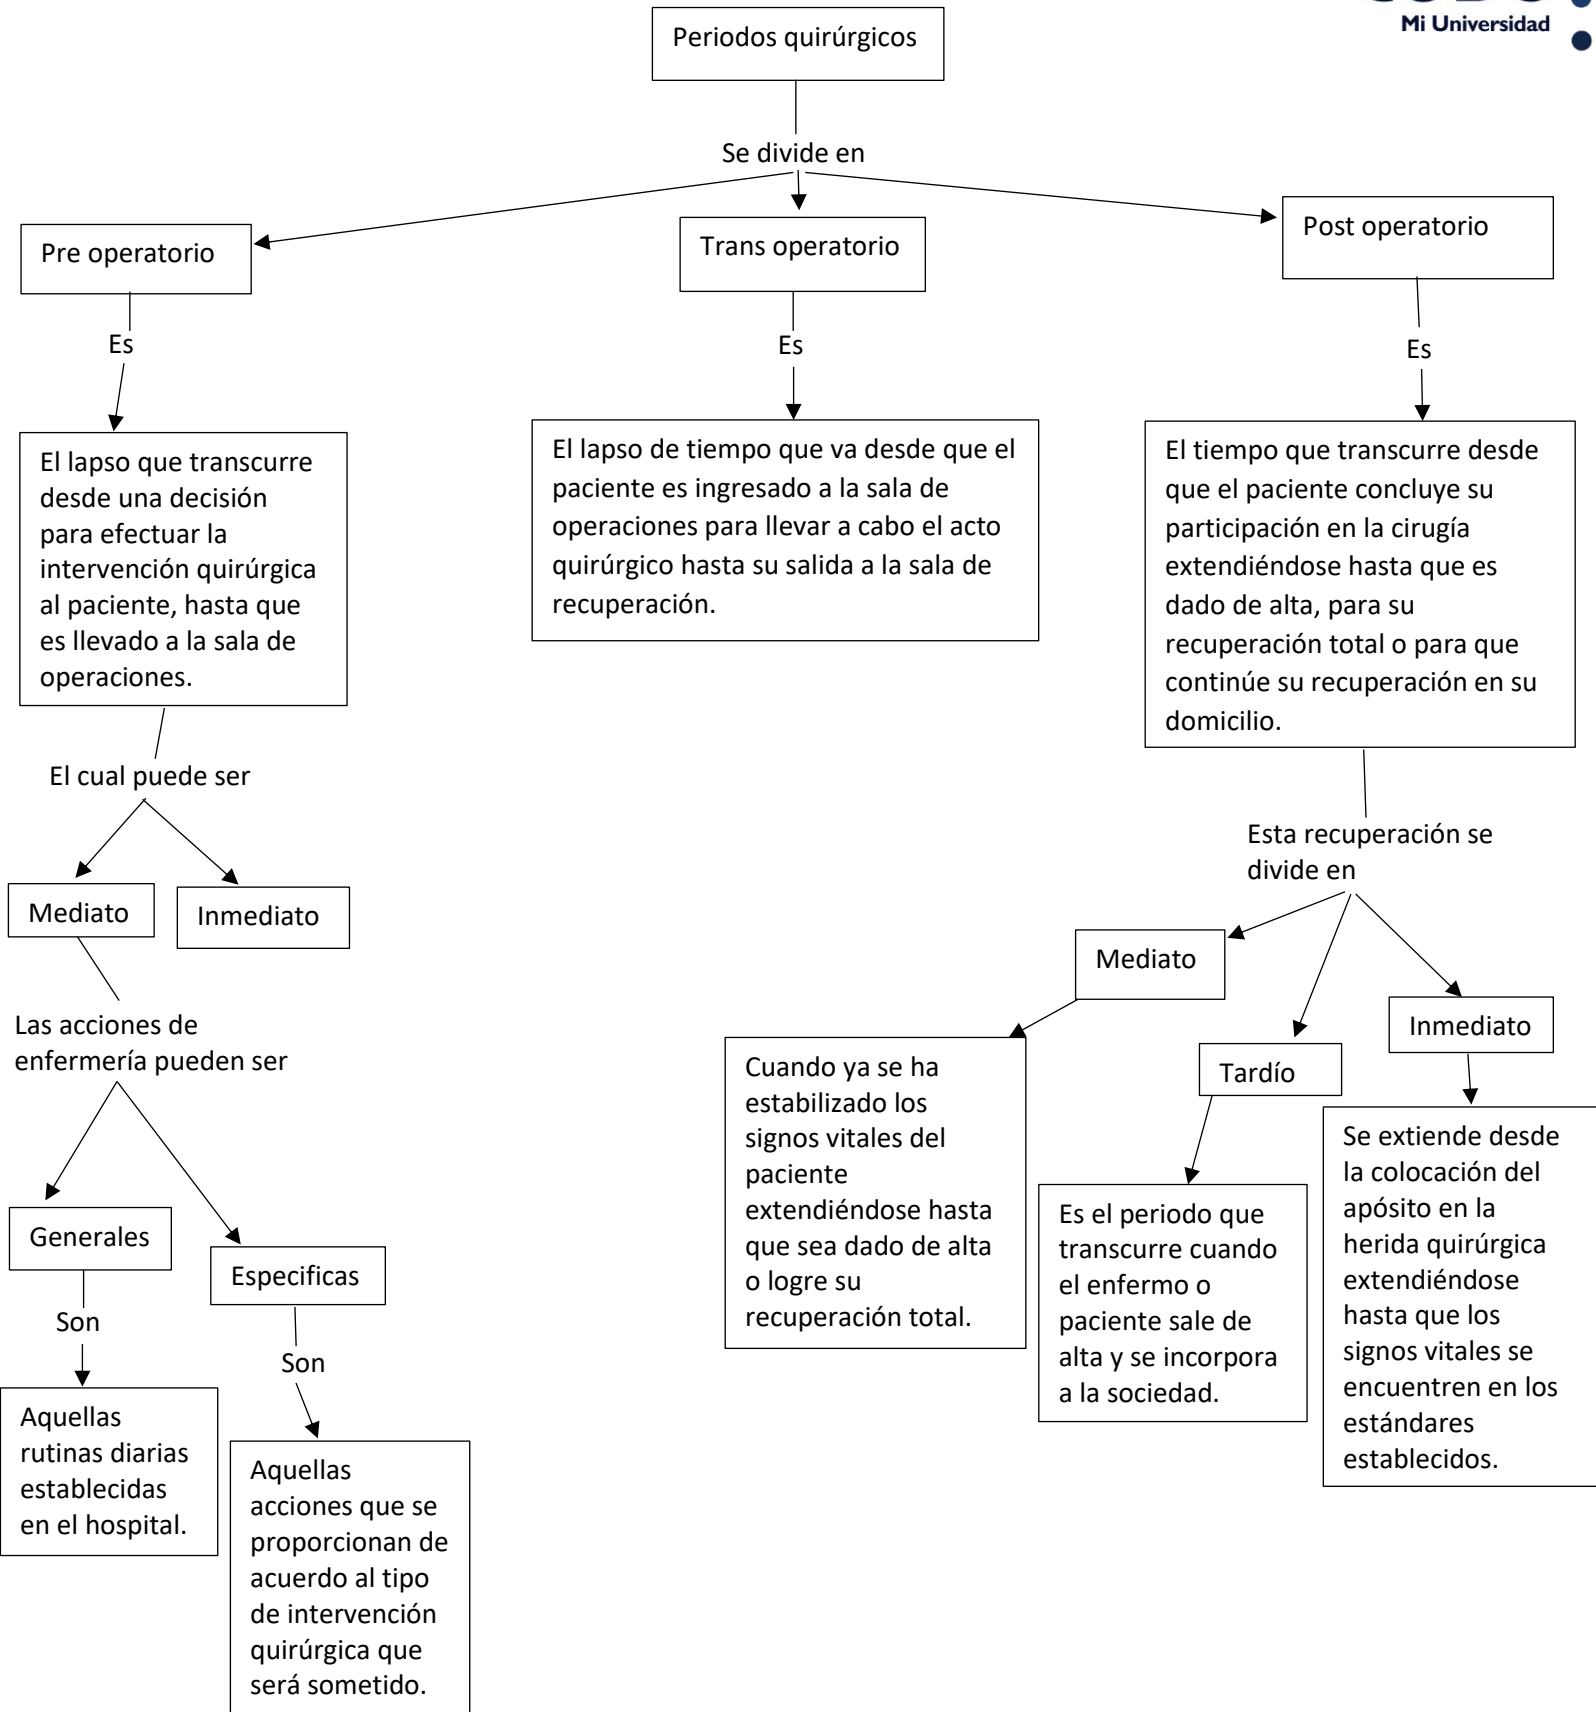 Mi Universidad
Periodos quirúrgicos
Se divide en
Pre operatorio
Trans operatorio
Post operatorio
Es
Es
Es
El lapso que transcurre
desde una decisión
para efectuar la
intervención quirúrgica
al paciente, hasta que
es llevado a la sala de
operaciones.
El lapso de tiempo que va desde que el
paciente es ingresado a la sala de
operaciones para llevar a cabo el acto
quirúrgico hasta su salida a la sala de
recuperación.
El tiempo que transcurre desde
que el paciente concluye su
participación en la cirugía
extendiéndose hasta que es
dado de alta, para su
recuperación total o para que
continúe su recuperación en su
domicilio.
El cual puede ser
Mediato
Inmediato
Las acciones de
enfermería pueden ser
Generales
Especificas
Son
Son
Aquellas
rutinas diarias
establecidas
en el hospital.
Aquellas
acciones que se
proporcionan de
acuerdo al tipo
de intervención
quirúrgica que
será sometido.
Esta recuperación se
divide en
Mediato
Tardío
Inmediato
Cuando ya se ha
estabilizado los
signos vitales del
paciente
extendiéndose hasta
que sea dado de alta
o logre su
recuperación total.
Es el periodo que
transcurre cuando
el enfermo o
paciente sale de
alta y se incorpora
a la sociedad.
Se extiende desde
la colocación del
apósito en la
herida quirúrgica
extendiéndose
hasta que los
signos vitales se
encuentren en los
estándares
establecidos.